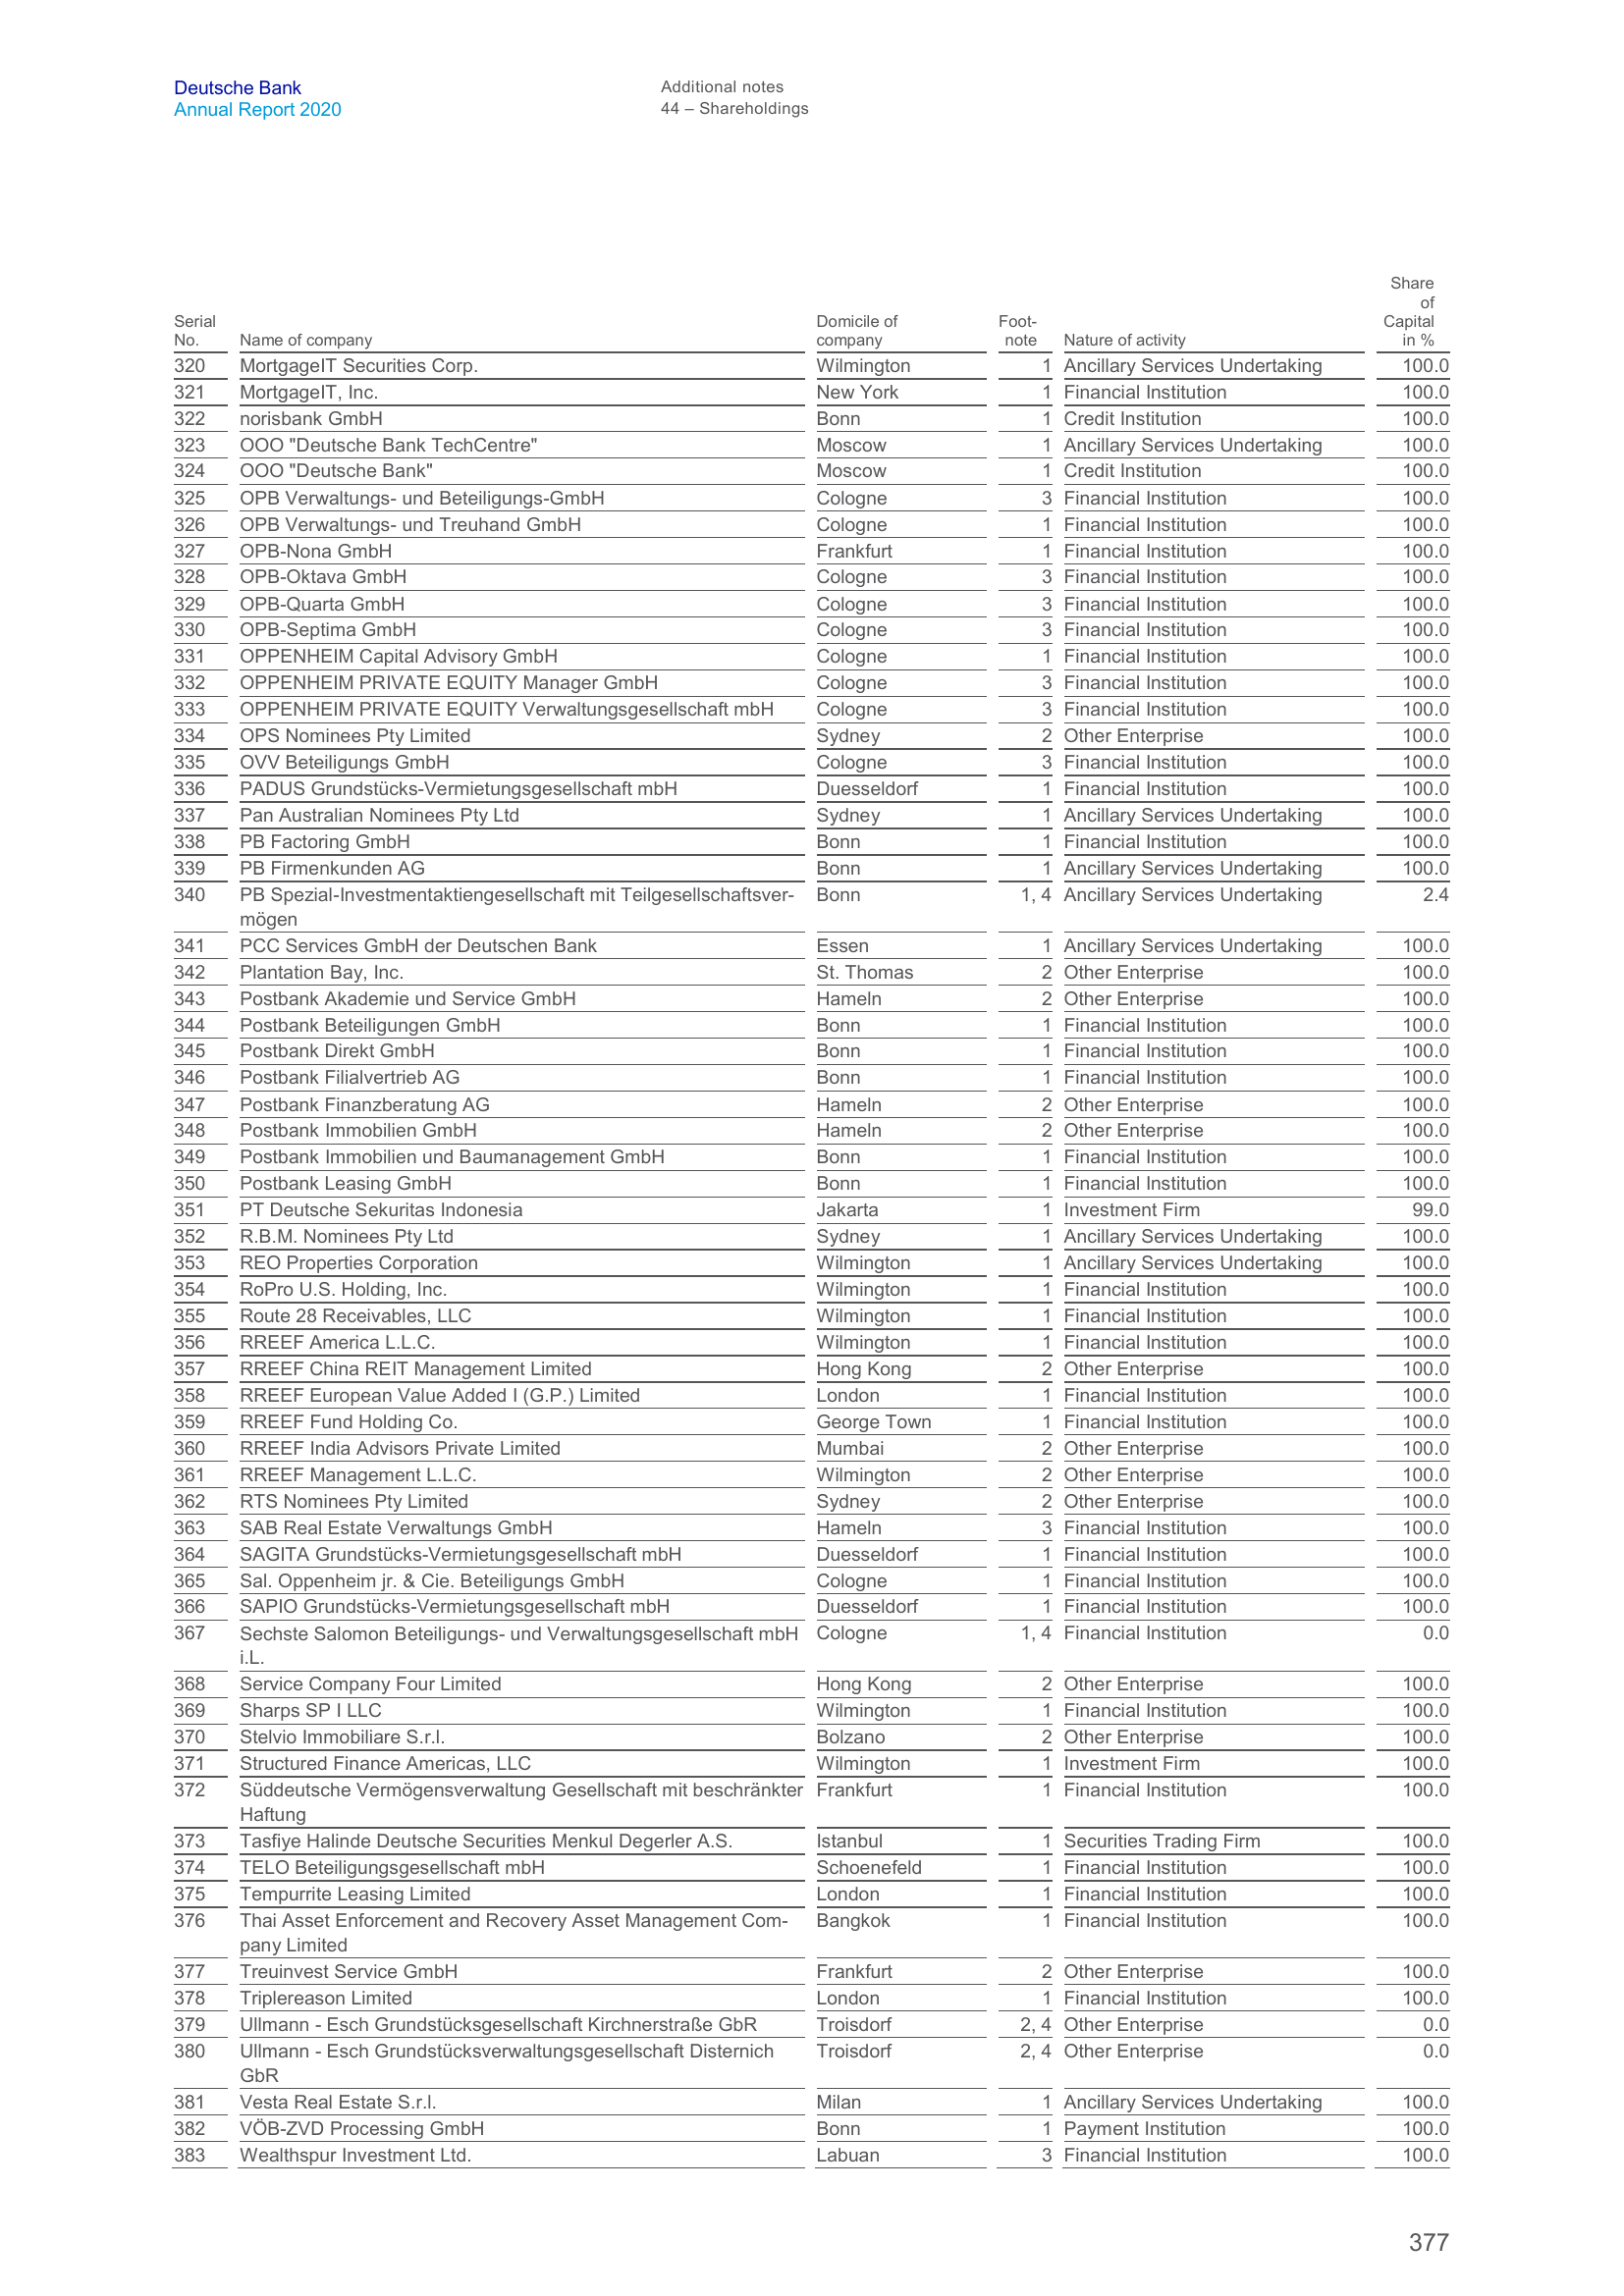 Deutsche Bank
Annual Report 2020
Additional notes
44 – Shareholdings
Serial No. Name of company Domicile of company Foot-note Nature of activity Share of Capital in %
320 MortgageIT Securities Corp. Wilmington 1 Ancillary Services Undertaking 100.0
321 MortgageIT, Inc. New York 1 Financial Institution 100.0
322 norisbank GmbH Bonn 1 Credit Institution 100.0
323 OOO "Deutsche Bank TechCentre" Moscow 1 Ancillary Services Undertaking 100.0
324 OOO "Deutsche Bank" Moscow 1 Credit Institution 100.0
325 OPB Verwaltungs- und Beteiligungs-GmbH Cologne 3 Financial Institution 100.0
326 OPB Verwaltungs- und Treuhand GmbH Cologne 1 Financial Institution 100.0
327 OPB-Nona GmbH Frankfurt 1 Financial Institution 100.0
328 OPB-Oktava GmbH Cologne 3 Financial Institution 100.0
329 OPB-Quarta GmbH Cologne 3 Financial Institution 100.0
330 OPB-Septima GmbH Cologne 3 Financial Institution 100.0
331 OPPENHEIM Capital Advisory GmbH Cologne 1 Financial Institution 100.0
332 OPPENHEIM PRIVATE EQUITY Manager GmbH Cologne 3 Financial Institution 100.0
333 OPPENHEIM PRIVATE EQUITY Verwaltungsgesellschaft mbH Cologne 3 Financial Institution 100.0
334 OPS Nominees Pty Limited Sydney 2 Other Enterprise 100.0
335 OVV Beteiligungs GmbH Cologne 3 Financial Institution 100.0
336 PADUS Grundstücks-Vermietungsgesellschaft mbH Duesseldorf 1 Financial Institution 100.0
337 Pan Australian Nominees Pty Ltd Sydney 1 Ancillary Services Undertaking 100.0
338 PB Factoring GmbH Bonn 1 Financial Institution 100.0
339 PB Firmenkunden AG Bonn 1 Ancillary Services Undertaking 100.0
340 PB Spezial-Investmentaktiengesellschaft mit Teilgesellschaftsver- Bonn 1, 4 Ancillary Services Undertaking 2.4
mögen
341 PCC Services GmbH der Deutschen Bank Essen 1 Ancillary Services Undertaking 100.0
342 Plantation Bay, Inc. St. Thomas 2 Other Enterprise 100.0
343 Postbank Akademie und Service GmbH Hameln 2 Other Enterprise 100.0
344 Postbank Beteiligungen GmbH Bonn 1 Financial Institution 100.0
345 Postbank Direkt GmbH Bonn 1 Financial Institution 100.0
346 Postbank Filialvertrieb AG Bonn 1 Financial Institution 100.0
347 Postbank Finanzberatung AG Hameln 2 Other Enterprise 100.0
348 Postbank Immobilien GmbH Hameln 2 Other Enterprise 100.0
349 Postbank Immobilien und Baumanagement GmbH Bonn 1 Financial Institution 100.0
350 Postbank Leasing GmbH Bonn 1 Financial Institution 100.0
351 PT Deutsche Sekuritas Indonesia Jakarta 1 Investment Firm 99.0
352 R.B.M. Nominees Pty Ltd Sydney 1 Ancillary Services Undertaking 100.0
353 REO Properties Corporation Wilmington 1 Ancillary Services Undertaking 100.0
354 RoPro U.S. Holding, Inc. Wilmington 1 Financial Institution 100.0
355 Route 28 Receivables, LLC Wilmington 1 Financial Institution 100.0
356 RREEF America L.L.C. Wilmington 1 Financial Institution 100.0
357 RREEF China REIT Management Limited Hong Kong 2 Other Enterprise 100.0
358 RREEF European Value Added I (G.P.) Limited London 1 Financial Institution 100.0
359 RREEF Fund Holding Co. George Town 1 Financial Institution 100.0
360 RREEF India Advisors Private Limited Mumbai 2 Other Enterprise 100.0
361 RREEF Management L.L.C. Wilmington 2 Other Enterprise 100.0
362 RTS Nominees Pty Limited Sydney 2 Other Enterprise 100.0
363 SAB Real Estate Verwaltungs GmbH Hameln 3 Financial Institution 100.0
364 SAGITA Grundstücks-Vermietungsgesellschaft mbH Duesseldorf 1 Financial Institution 100.0
365 Sal. Oppenheim jr. & Cie. Beteiligungs GmbH Cologne 1 Financial Institution 100.0
366 SAPIO Grundstücks-Vermietungsgesellschaft mbH Duesseldorf 1 Financial Institution 100.0
367 Sechste Salomon Beteiligungs- und Verwaltungsgesellschaft mbH Cologne 1, 4 Financial Institution 0.0
i.L.
368 Service Company Four Limited Hong Kong 2 Other Enterprise 100.0
369 Sharps SP I LLC Wilmington 1 Financial Institution 100.0
370 Stelvio Immobiliare S.r.l. Bolzano 2 Other Enterprise 100.0
371 Structured Finance Americas, LLC Wilmington 1 Investment Firm 100.0
372 Süddeutsche Vermögensverwaltung Gesellschaft mit beschränkter Frankfurt 1 Financial Institution 100.0
Haftung
373 Tasfiye Halinde Deutsche Securities Menkul Degerler A.S. Istanbul 1 Securities Trading Firm 100.0
374 TELO Beteiligungsgesellschaft mbH Schoenefeld 1 Financial Institution 100.0
375 Tempurrite Leasing Limited London 1 Financial Institution 100.0
376 Thai Asset Enforcement and Recovery Asset Management Com- Bangkok 1 Financial Institution 100.0
pany Limited
377 Treuinvest Service GmbH Frankfurt 2 Other Enterprise 100.0
378 Triplereason Limited London 1 Financial Institution 100.0
379 Ullmann - Esch Grundstücksgesellschaft Kirchnerstraße GbR Troisdorf 2, 4 Other Enterprise 0.0
380 Ullmann - Esch Grundstücksverwaltungsgesellschaft Disternich Troisdorf 2, 4 Other Enterprise 0.0
GbR
381 Vesta Real Estate S.r.l. Milan 1 Ancillary Services Undertaking 100.0
382 VÖB-ZVD Processing GmbH Bonn 1 Payment Institution 100.0
383 Wealthspur Investment Ltd. Labuan 3 Financial Institution 100.0
377